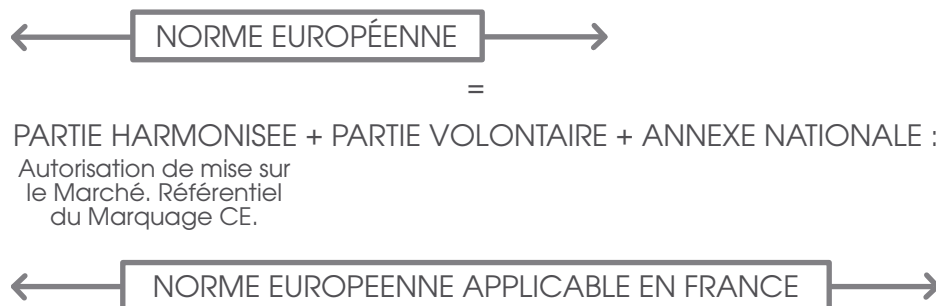 NORME EUROPÉENNE
=
PARTIE HARMONISEE + PARTIE VOLONTAIRE + ANNEXE NATIONALE :
Autorisation de mise sur
le Marché. Référentiel
du Marquage CE.
NORME EUROPEENNE APPLICABLE EN FRANCE